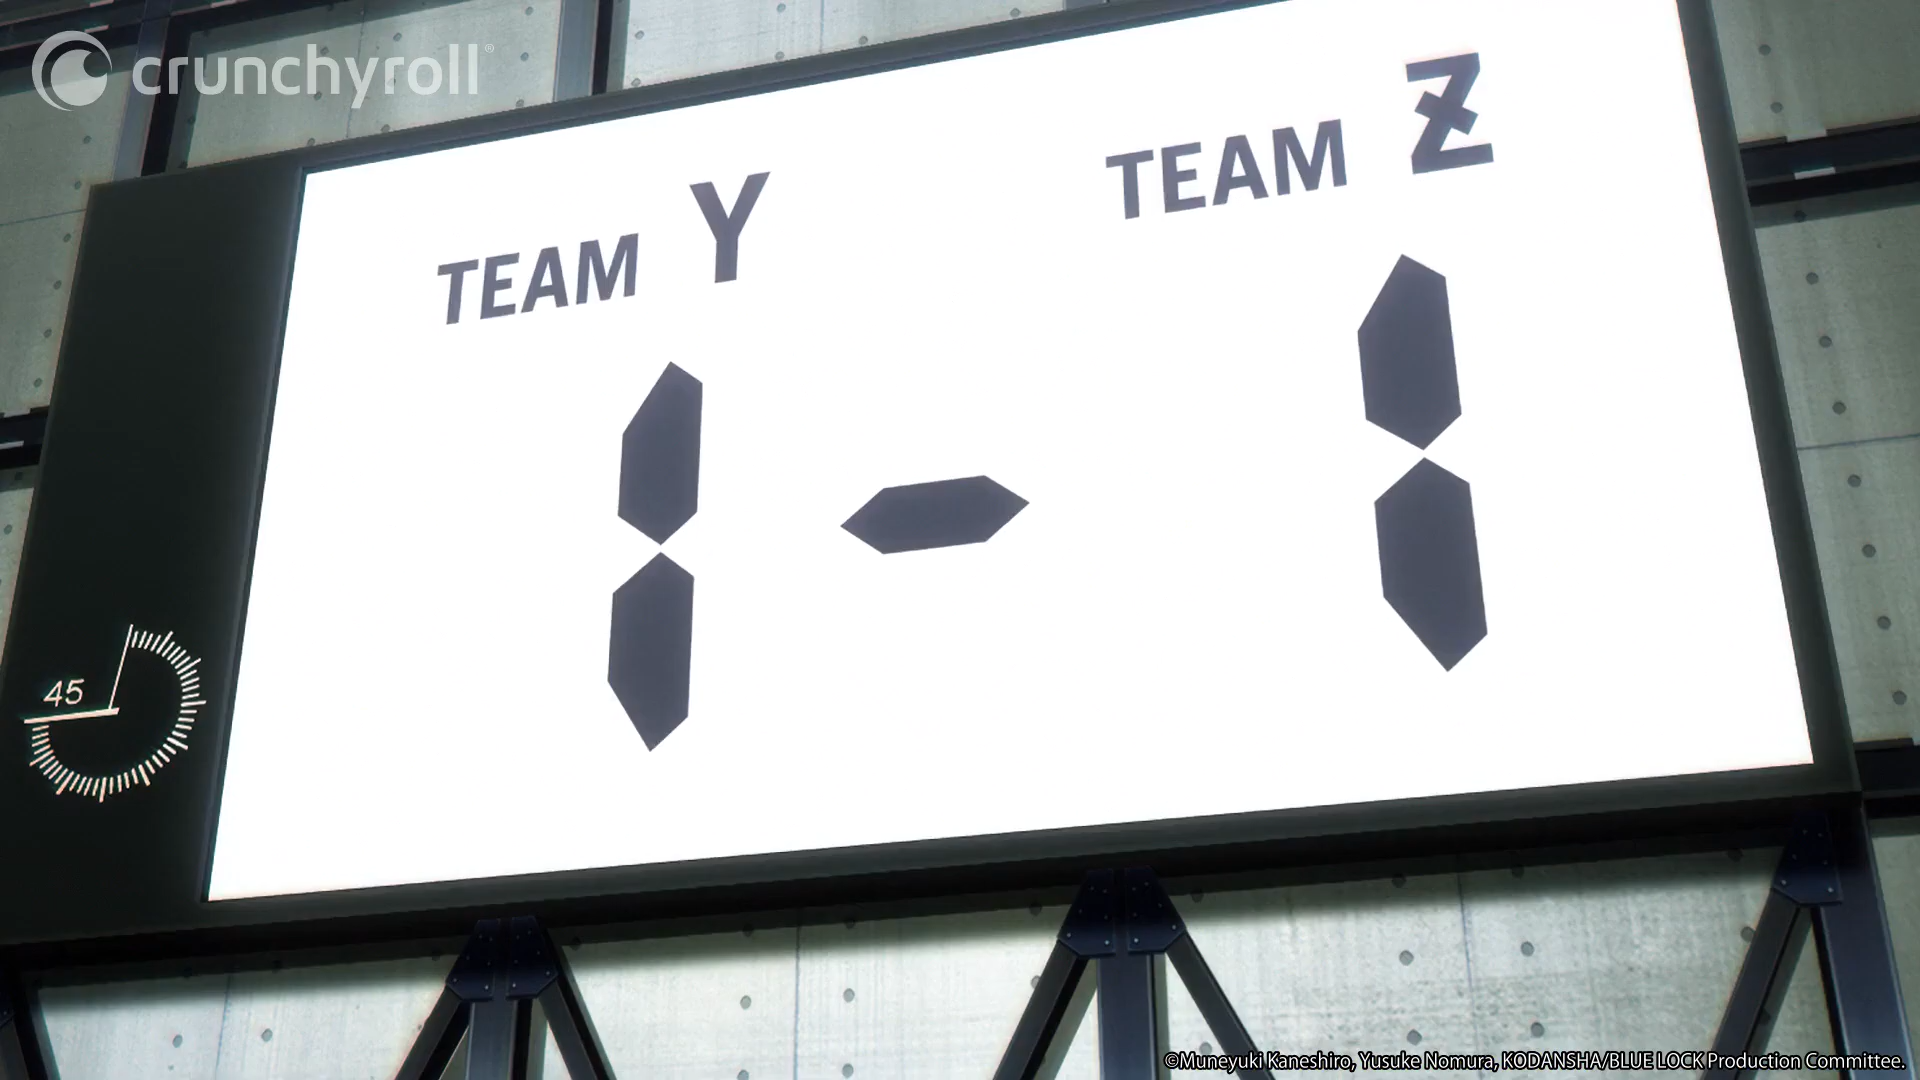 crunchyroll®
TEAM Y
TEAM Z
1 - 1
45
©Muneyuki Kaneshiro, Yusuke Nomura, KODANSHA/BLUE LOCK Production Committee.